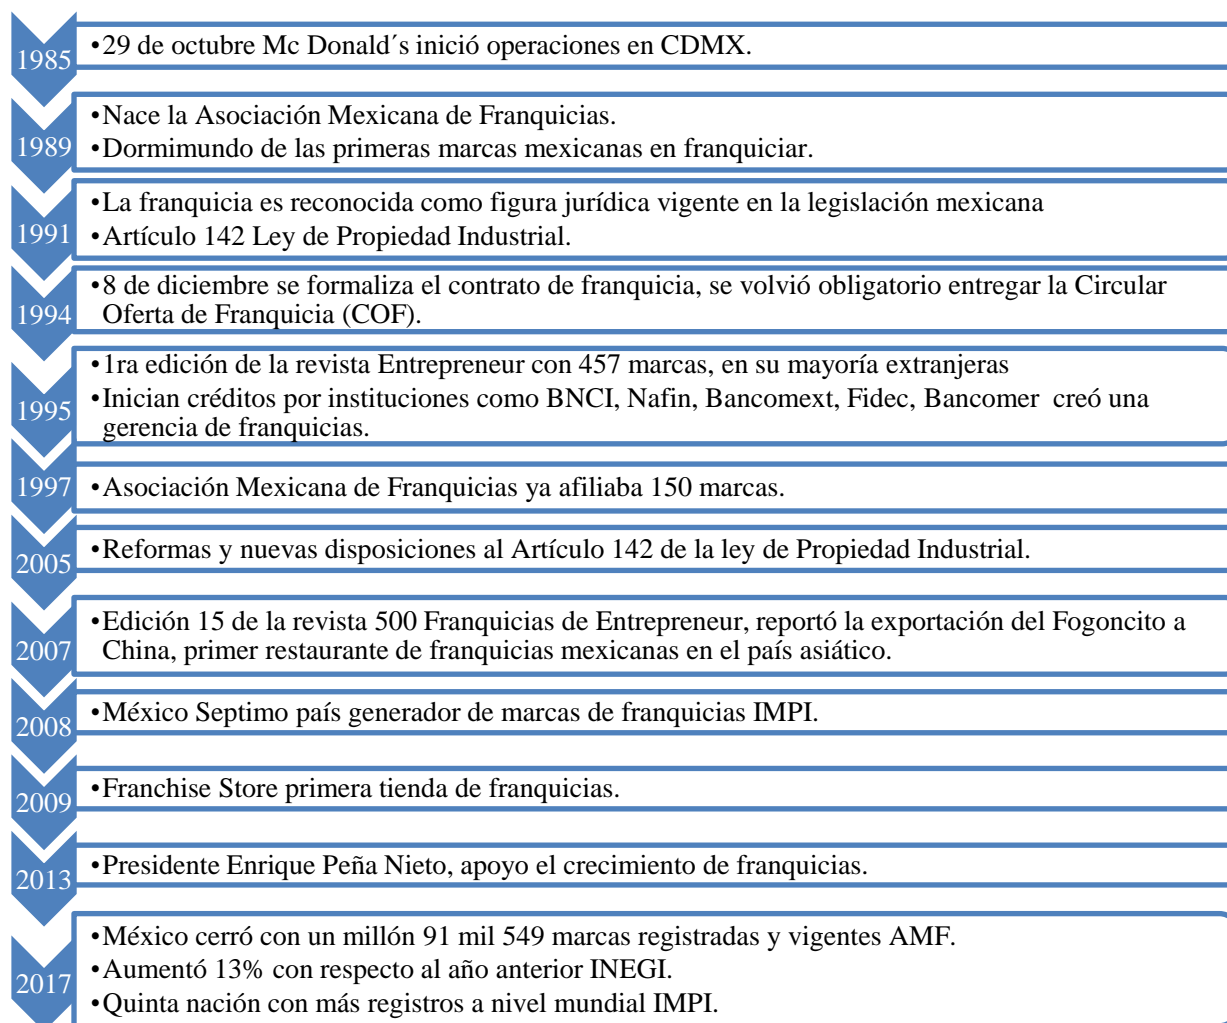 1985
•29 de octubre Mc Donald´s inició operaciones en CDMX.
1989
•Nace la Asociación Mexicana de Franquicias.
•Dormimundo de las primeras marcas mexicanas en franquiciar.
1991
•La franquicia es reconocida como figura jurídica vigente en la legislación mexicana
•Artículo 142 Ley de Propiedad Industrial.
1994
•8 de diciembre se formaliza el contrato de franquicia, se volvió obligatorio entregar la Circular
Oferta de Franquicia (COF).
1995
•1ra edición de la revista Entrepreneur con 457 marcas, en su mayoría extranjeras
•Inician créditos por instituciones como BNCI, Nafin, Bancomext, Fidec, Bancomer creó una
gerencia de franquicias.
1997
•Asociación Mexicana de Franquicias ya afiliaba 150 marcas.
2005
•Reformas y nuevas disposiciones al Artículo 142 de la ley de Propiedad Industrial.
2007
•Edición 15 de la revista 500 Franquicias de Entrepreneur, reportó la exportación del Fogoncito a
China, primer restaurante de franquicias mexicanas en el país asiático.
2008
•México Septimo país generador de marcas de franquicias IMPI.
2009
•Franchise Store primera tienda de franquicias.
2013
•Presidente Enrique Peña Nieto, apoyo el crecimiento de franquicias.
2017
•México cerró con un millón 91 mil 549 marcas registradas y vigentes AMF.
•Aumentó 13% con respecto al año anterior INEGI.
•Quinta nación con más registros a nivel mundial IMPI.